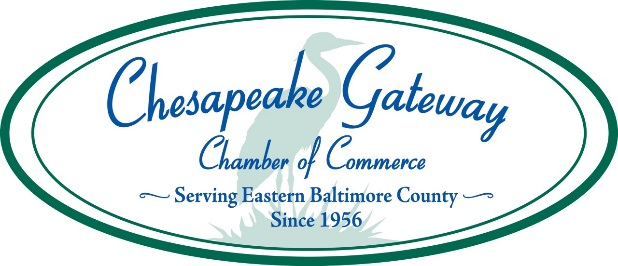 Chesapeake Gateway
Chamber of Commerce
Serving Eastern Baltimore County
Since 1956